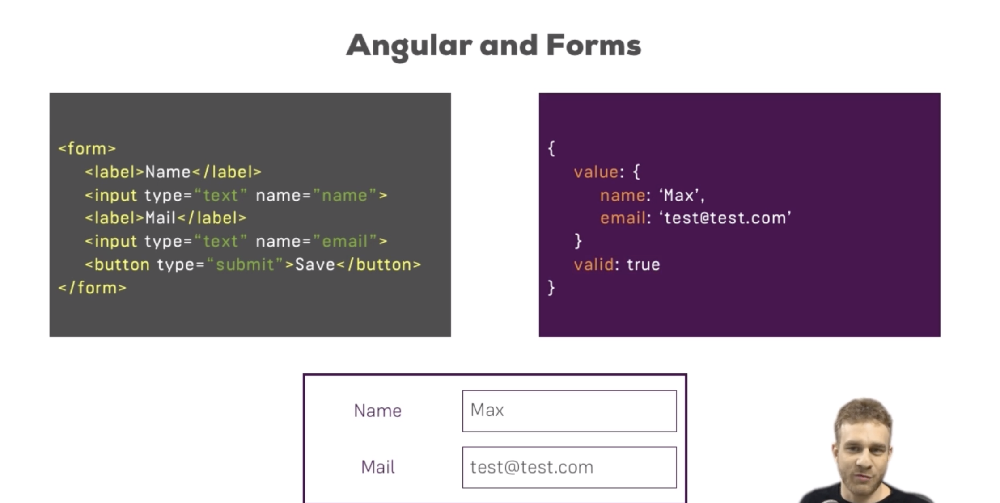 Angular and Forms
<form>
<label>Name</label>
<input type=“text” name=”name”>
<label>Mail</label>
<input type=“text” name=”email”>
<button type=“submit”>Save</button>
</form>
{
value: {
name: ‘Max’,
email: ‘test@test.com’
}
valid: true
}
Name Max
Mail test@test.com